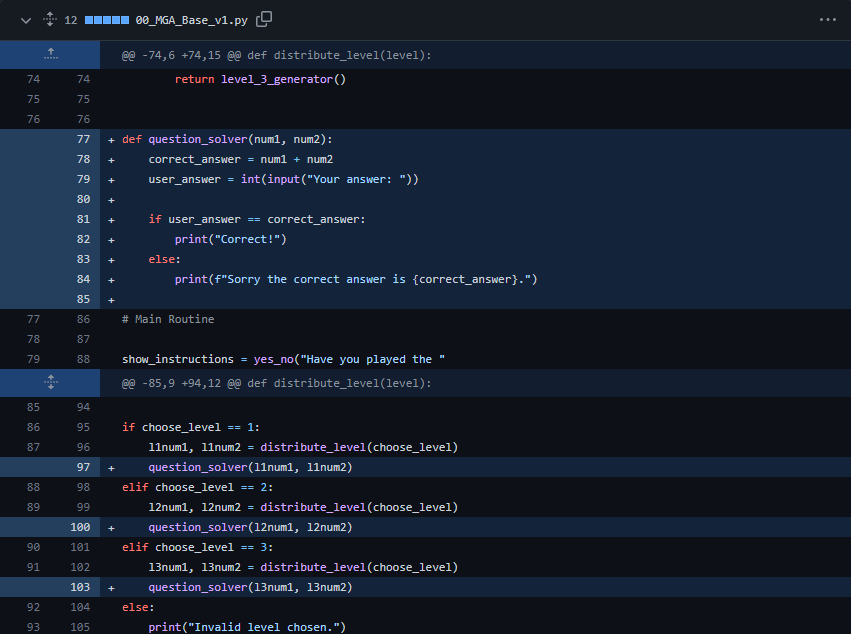 12 00_MGA_Base_v1.py
@@ -74,6 +74,15 @@ def distribute_level(level):
74 74         return level_3_generator()
75 75
76 76
77 + def question_solver(num1, num2):
78 +     correct_answer = num1 + num2
79 +     user_answer = int(input("Your answer: "))
80 +
81 +     if user_answer == correct_answer:
82 +         print("Correct!")
83 +     else:
84 +         print(f"Sorry the correct answer is {correct_answer}.")
85 +
77 86 # Main Routine
78 87
79 88 show_instructions = yes_no("Have you played the "
@@ -85,9 +94,12 @@ def distribute_level(level):
85 94
86 95 if choose_level == 1:
87 96     l1num1, l1num2 = distribute_level(choose_level)
97 +     question_solver(l1num1, l1num2)
88 98 elif choose_level == 2:
89 99     l2num1, l2num2 = distribute_level(choose_level)
100 +     question_solver(l2num1, l2num2)
90 101 elif choose_level == 3:
91 102     l3num1, l3num2 = distribute_level(choose_level)
103 +     question_solver(l3num1, l3num2)
92 104 else:
93 105     print("Invalid level chosen.")